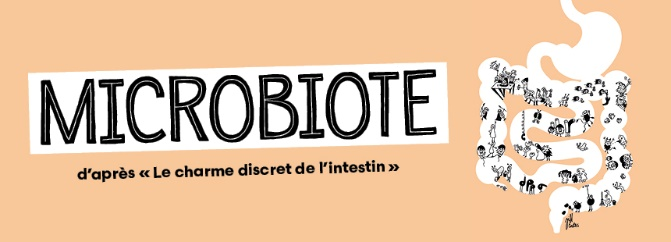 MICROBIOTE
d'après « Le charme discret de l'intestin »